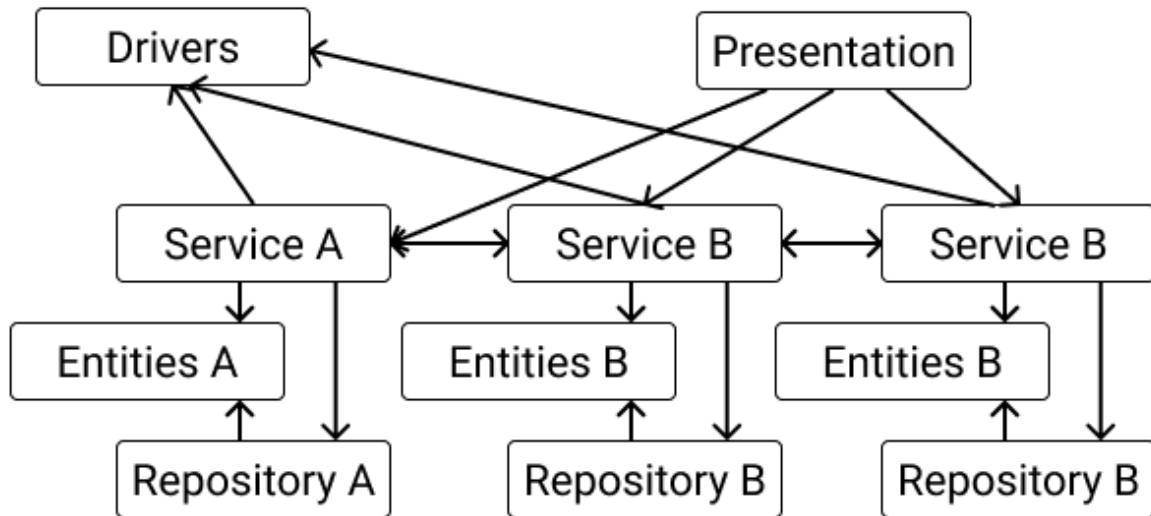 Drivers
Presentation
Service A
Service B
Service B
Entities A
Entities B
Entities B
Repository A
Repository B
Repository B